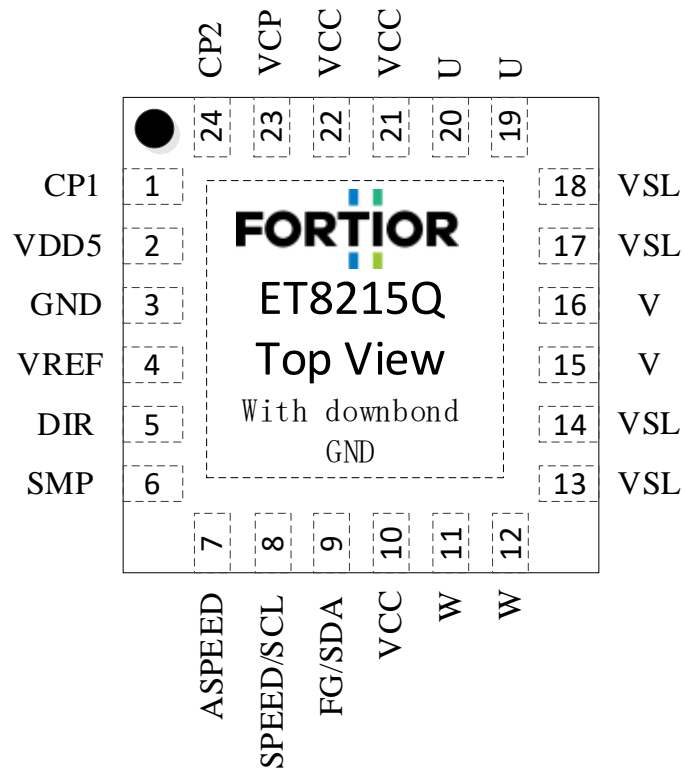 CP2 VCP VCC VCC U U
24 23 22 21 20 19
CP1 1 18 VSL
VDD5 2 17 VSL
GND 3 16 V
VREF 4 15 V
DIR 5 14 VSL
SMP 6 13 VSL
FORTIOR
ET8215Q
Top View
With downbond
GND
7 8 9 10 11 12
ASPEED SPEED/SCL FG/SDA VCC W W